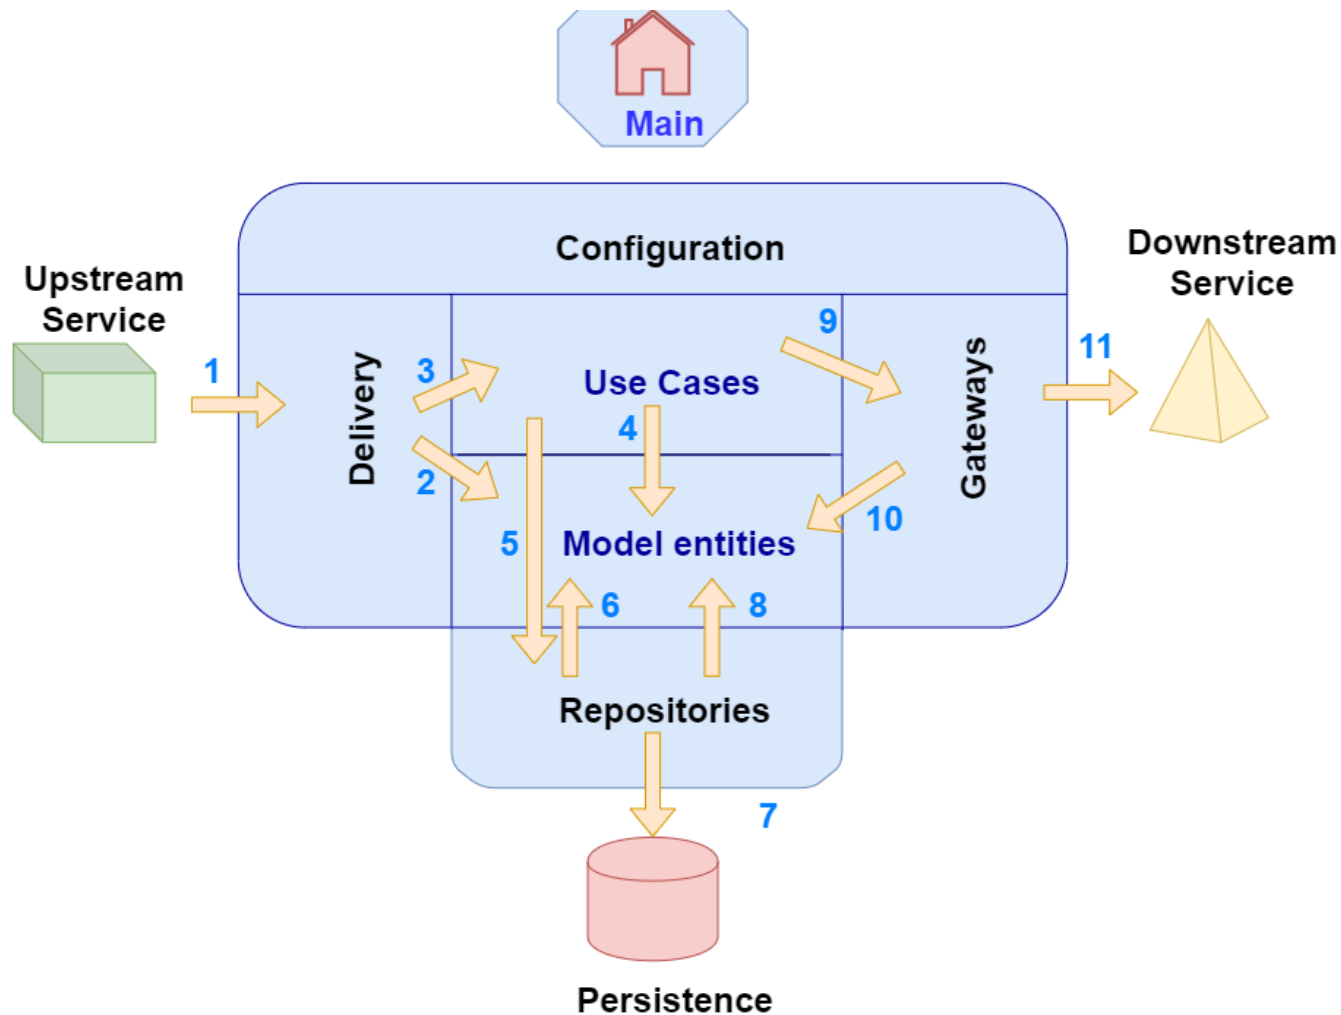 Main
Configuration
Upstream
Service
Downstream
Service
1
Delivery
3
2
Use Cases
9
4
5
Model entities
10
6
8
Gateways
11
Repositories
7
Persistence